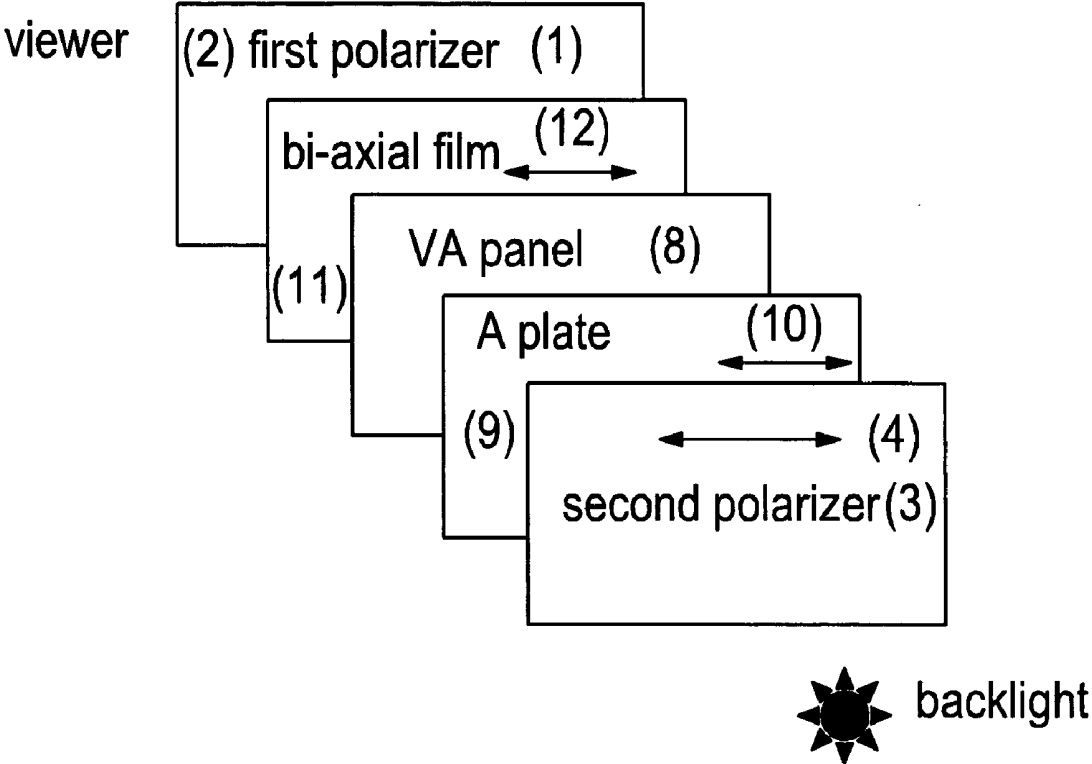 viewer
(2) first polarizer (1)
bi-axial film (12)
(11)
VA panel (8)
A plate (10)
(9)
(4)
second polarizer(3)
backlight